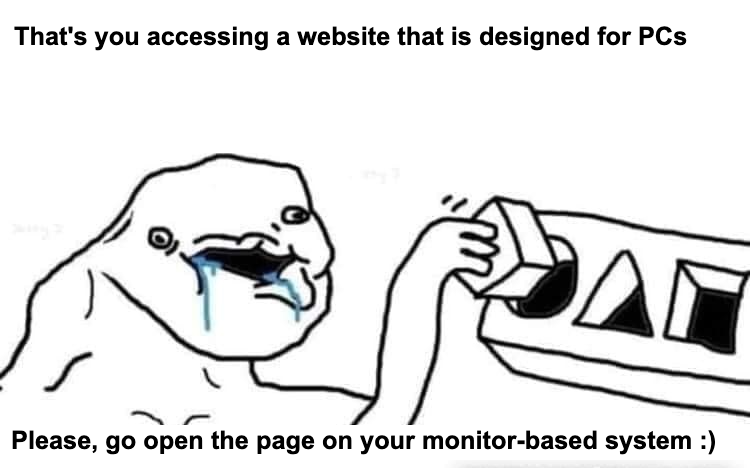 That's you accessing a website that is designed for PCs
Please, go open the page on your monitor-based system :)